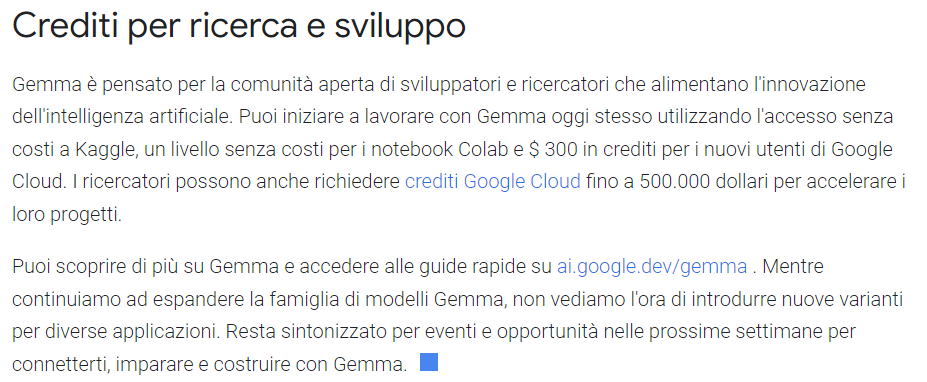 Crediti per ricerca e sviluppo
Gemma è pensato per la comunità aperta di sviluppatori e ricercatori che alimentano l'innovazione
dell'intelligenza artificiale. Puoi iniziare a lavorare con Gemma oggi stesso utilizzando l'accesso senza
costi a Kaggle, un livello senza costi per i notebook Colab e $ 300 in crediti per i nuovi utenti di Google
Cloud. I ricercatori possono anche richiedere crediti Google Cloud fino a 500.000 dollari per accelerare i
loro progetti.
Puoi scoprire di più su Gemma e accedere alle guide rapide su ai.google.dev/gemma . Mentre
continuiamo ad espandere la famiglia di modelli Gemma, non vediamo l'ora di introdurre nuove varianti
per diverse applicazioni. Resta sintonizzato per eventi e opportunità nelle prossime settimane per
connetterti, imparare e costruire con Gemma.